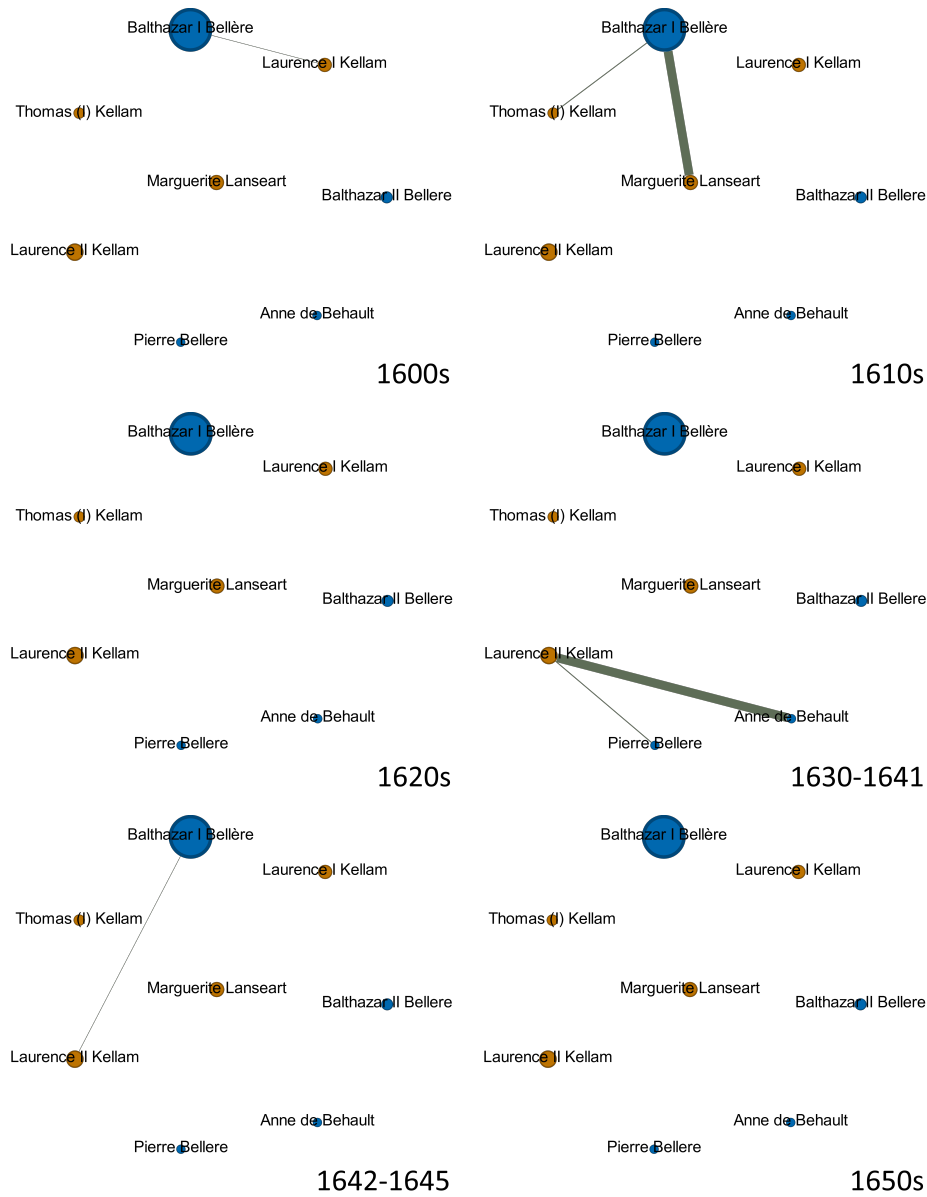 Balthazar I Bellère
Laurence I Kellam
Thomas (I) Kellam
Marguerite Lanseart
Balthazar II Bellere
Laurence II Kellam
Anne de Behault
Pierre Bellere
1600s
Balthazar I Bellère
Laurence I Kellam
Thomas (I) Kellam
Marguerite Lanseart
Balthazar II Bellere
Laurence II Kellam
Anne de Behault
Pierre Bellere
1610s
Balthazar I Bellère
Laurence I Kellam
Thomas (I) Kellam
Marguerite Lanseart
Balthazar II Bellere
Laurence II Kellam
Anne de Behault
Pierre Bellere
1620s
Balthazar I Bellère
Laurence I Kellam
Thomas (I) Kellam
Marguerite Lanseart
Balthazar II Bellere
Laurence II Kellam
Anne de Behault
Pierre Bellere
1630-1641
Balthazar I Bellère
Laurence I Kellam
Thomas (I) Kellam
Marguerite Lanseart
Balthazar II Bellere
Laurence II Kellam
Anne de Behault
Pierre Bellere
1642-1645
Balthazar I Bellère
Laurence I Kellam
Thomas (I) Kellam
Marguerite Lanseart
Balthazar II Bellere
Laurence II Kellam
Anne de Behault
Pierre Bellere
1650s